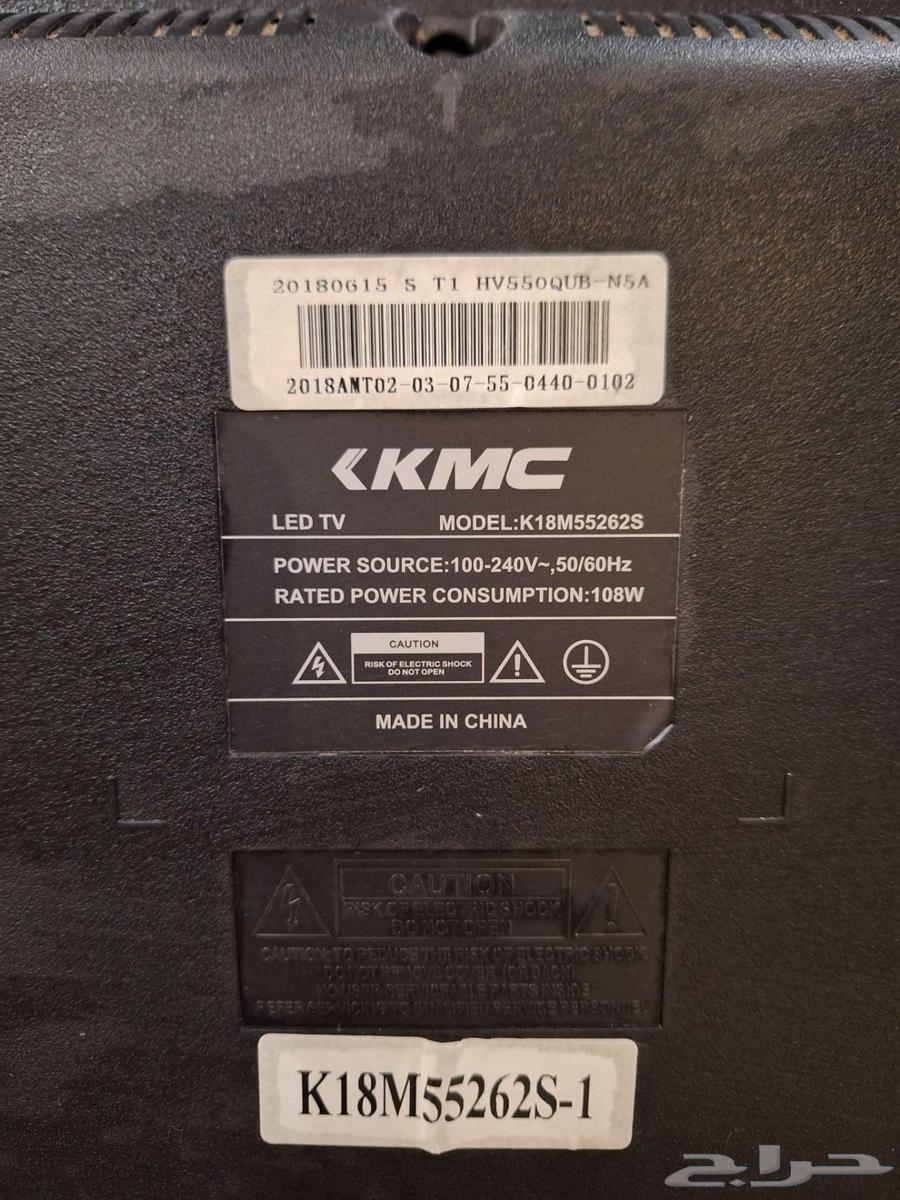 20180615 S T1 HV550QUB-N5A
2018AMT02-03-07-55-0440-0102
KMC
LED TV MODEL:K18M55262S
POWER SOURCE:100-240V~,50/60Hz
RATED POWER CONSUMPTION:108W
CAUTION
RISK OF ELECTRIC SHOCK
DO NOT OPEN
MADE IN CHINA
CAUTION
RISK OF ELECTRIC SHOCK
DO NOT OPEN
CAUTION:TO REDUCE THE RISK OF ELECTRIC SHOCK,
DO NOT REMOVE COVER (OR BACK)
NO USER-SERVICEABLE PARTS INSIDE
REFER SERVICING TO QUALIFIED SERVICE PERSONNEL
K18M55262S-1
حراج